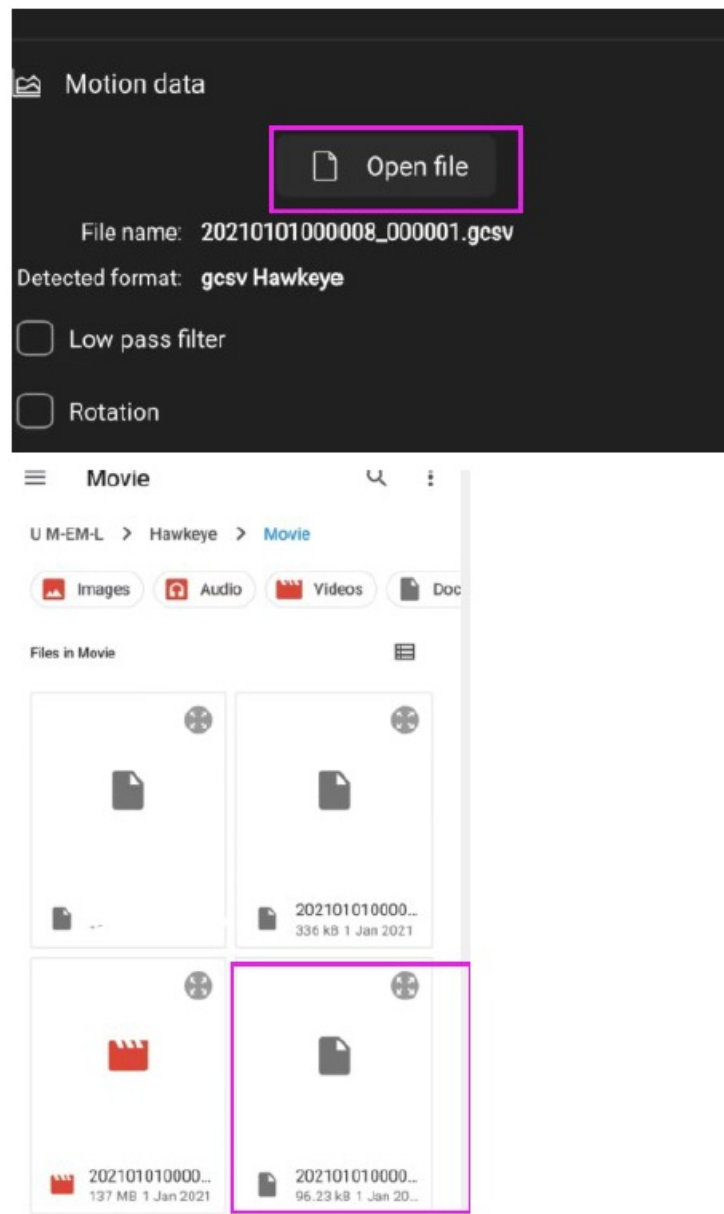 Motion data
Open file
File name: 20210101000008_000001.gcsv
Detected format: gcsv Hawkeye
Low pass filter
Rotation
Movie
U M-EM-L > Hawkeye > Movie
Images Audio Videos Doc
Files in Movie
202101010000...
336 kB 1 Jan 2021
202101010000... 202101010000...
137 MB 1 Jan 2021 96.23 kB 1 Jan 20...